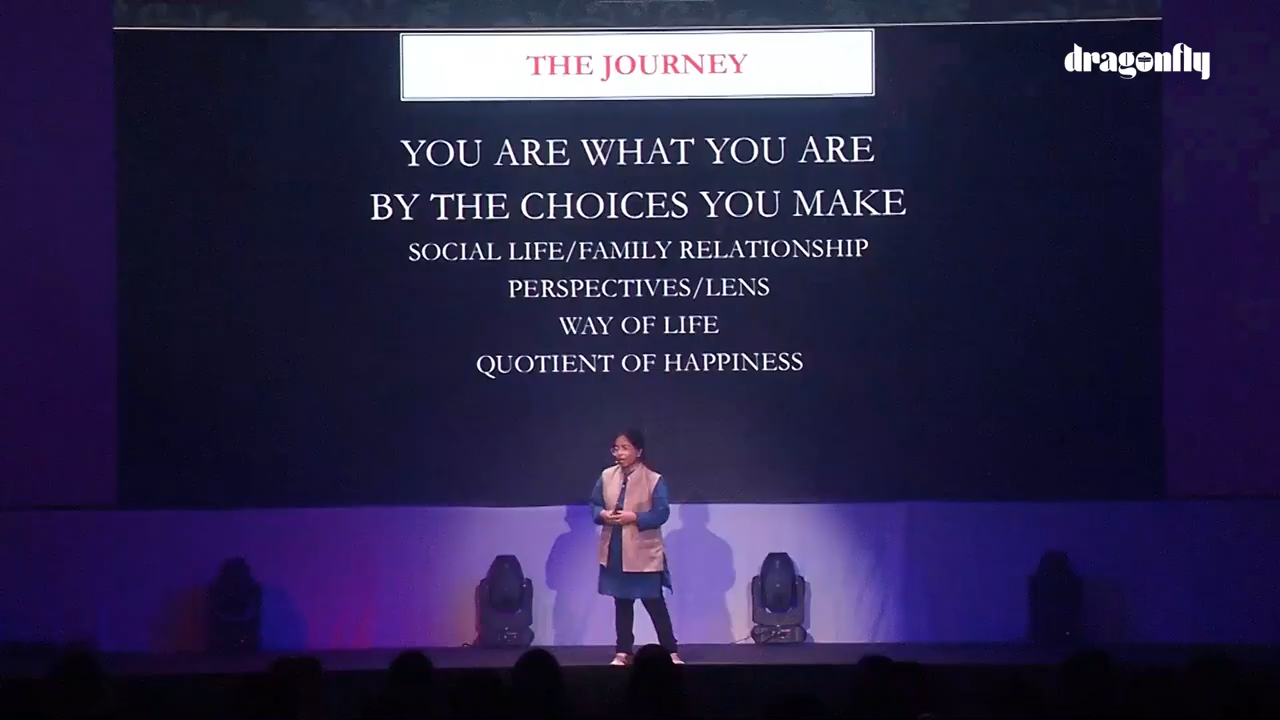 THE JOURNEY
dragonfly
YOU ARE WHAT YOU ARE
BY THE CHOICES YOU MAKE
SOCIAL LIFE/FAMILY RELATIONSHIP
PERSPECTIVES/LENS
WAY OF LIFE
QUOTIENT OF HAPPINESS